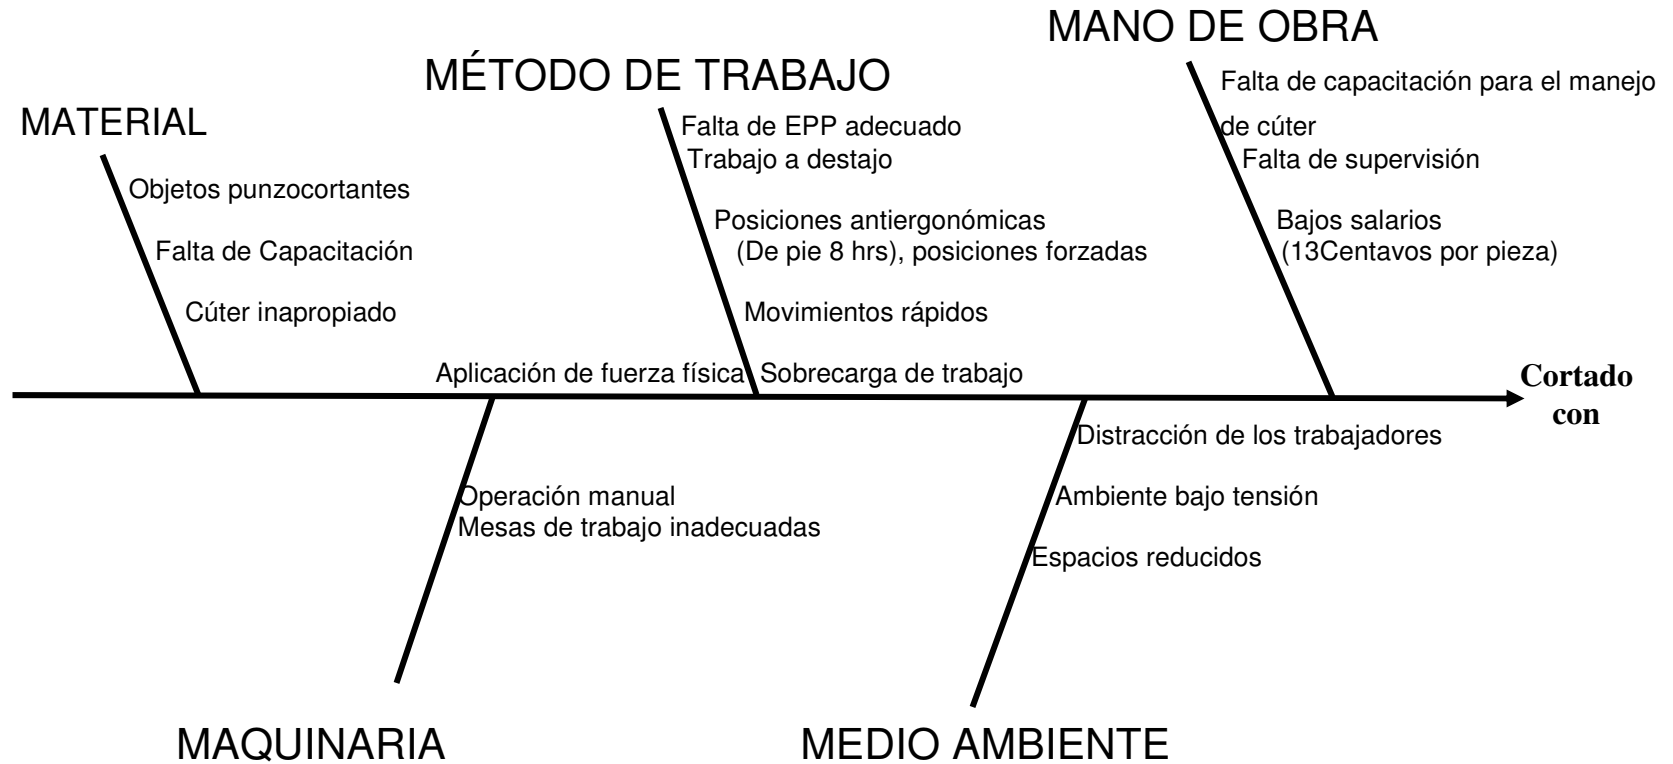 MANO DE OBRA
MÉTODO DE TRABAJO
MATERIAL
Falta de capacitación para el manejo
de cúter
Falta de supervisión
Bajos salarios
(13Centavos por pieza)
Falta de EPP adecuado
Trabajo a destajo
Posiciones antiergonómicas
(De pie 8 hrs), posiciones forzadas
Movimientos rápidos
Aplicación de fuerza física
Sobrecarga de trabajo
Objetos punzocortantes
Falta de Capacitación
Cúter inapropiado
Cortado
con
Distracción de los trabajadores
Ambiente bajo tensión
Espacios reducidos
Operación manual
Mesas de trabajo inadecuadas
MAQUINARIA
MEDIO AMBIENTE